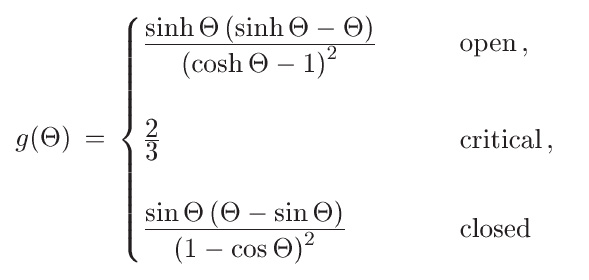 g(Θ) = { sinh Θ (sinh Θ − Θ) / (cosh Θ − 1)² open ,
2/3 critical ,
sin Θ (Θ − sin Θ) / (1 − cos Θ)² closed